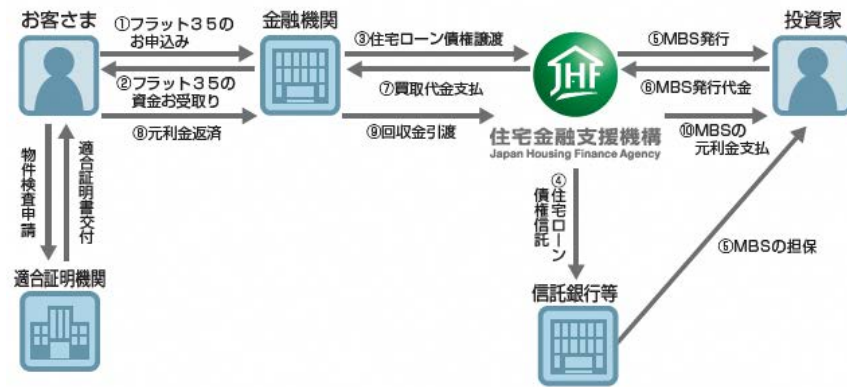 お客さま
①フラット３５の
お申込み
金融機関
③住宅ローン債権譲渡
JHF
⑤MBS発行
投資家
②フラット３５の
資金お受取り
⑦買取代金支払
⑥MBS発行代金
⑧元利金返済
⑨回収金引渡
住宅金融支援機構
Japan Housing Finance Agency
⑩MBSの
元利金支払
物件検査申請
適合証明書交付
④住宅ローン
債権信託
⑤MBSの担保
適合証明機関
信託銀行等